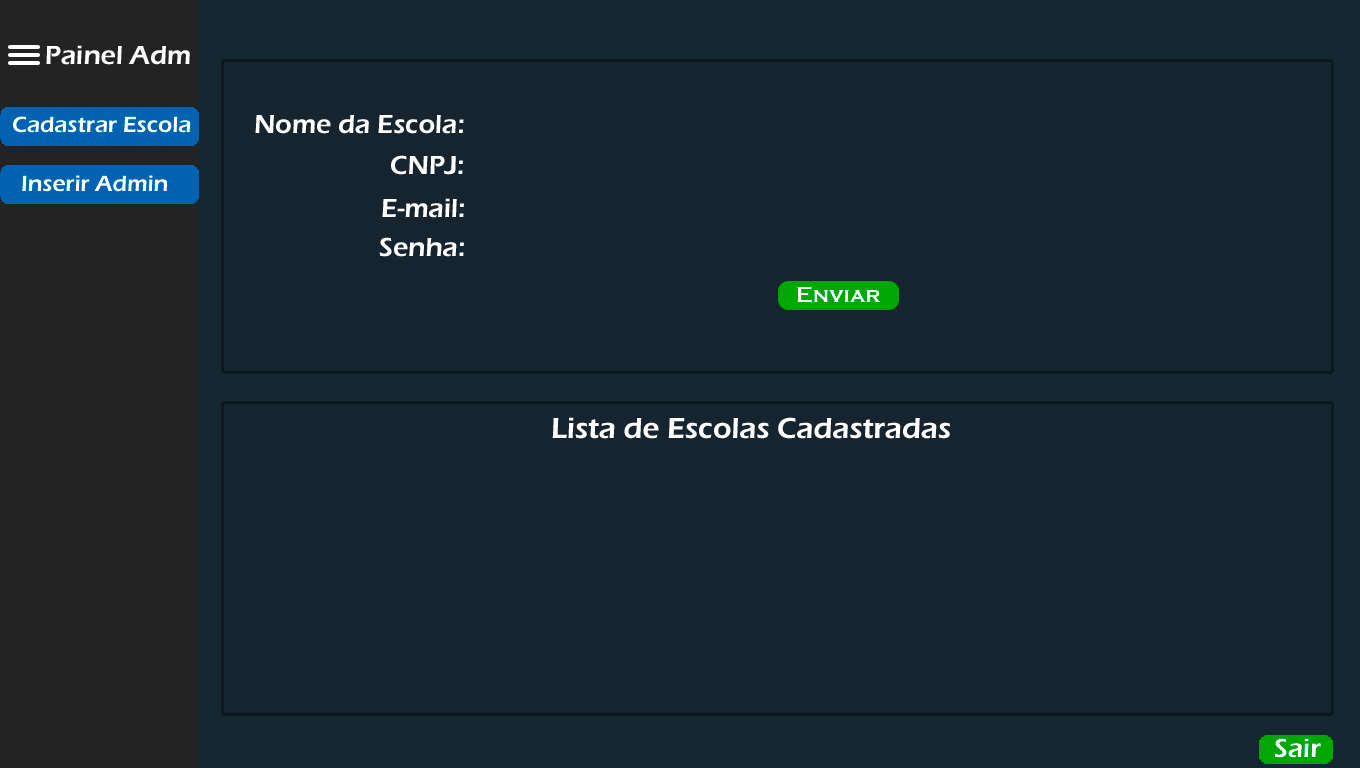 Painel Adm
Cadastrar Escola
Inserir Admin
Nome da Escola:
CNPJ:
E-mail:
Senha:
ENVIAR
Lista de Escolas Cadastradas
Sair